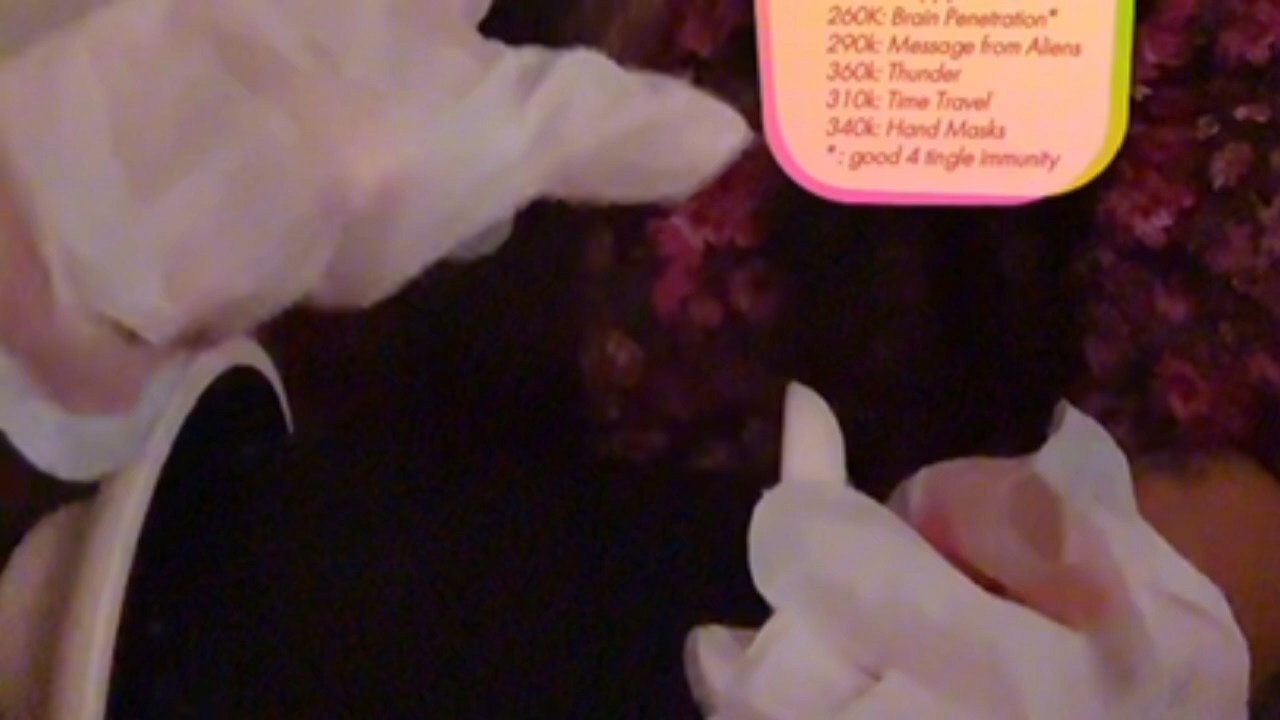 260K: Brain Penetration*
290k: Message from Aliens
360k: Thunder
310k: Time Travel
340k: Hand Masks
*: good 4 tingle immunity